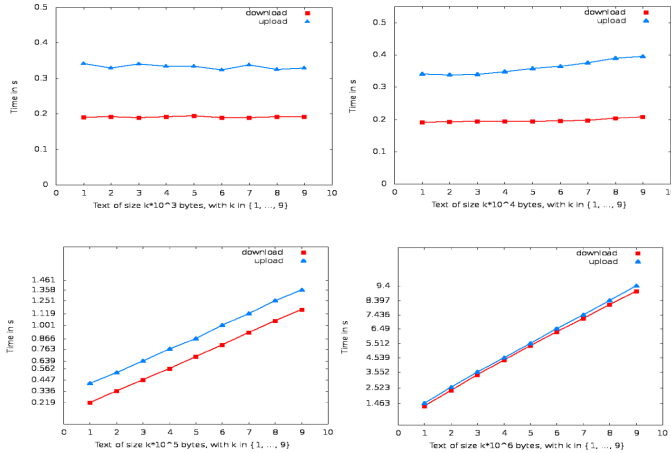 download
upload
0.5
0.4
0.3
0.2
0.1
0
Time in s
0 1 2 3 4 5 6 7 8 9 10
Text of size k*10^3 bytes, with k in {1, ..., 9}
download
upload
0.5
0.4
0.3
0.2
0.1
0
Time in s
0 1 2 3 4 5 6 7 8 9 10
Text of size k*10^4 bytes, with k in {1, ..., 9}
download
upload
1.461
1.358
1.251
1.119
1.001
0.866
0.763
0.639
0.562
0.447
0.336
0.219
Time in s
0 1 2 3 4 5 6 7 8 9 10
Text of size k*10^5 bytes, with k in {1, ..., 9}
download
upload
9.4
8.397
7.436
6.49
5.512
4.539
3.552
2.523
1.463
Time in s
0 1 2 3 4 5 6 7 8 9 10
Text of size k*10^6 bytes, with k in {1, ..., 9}